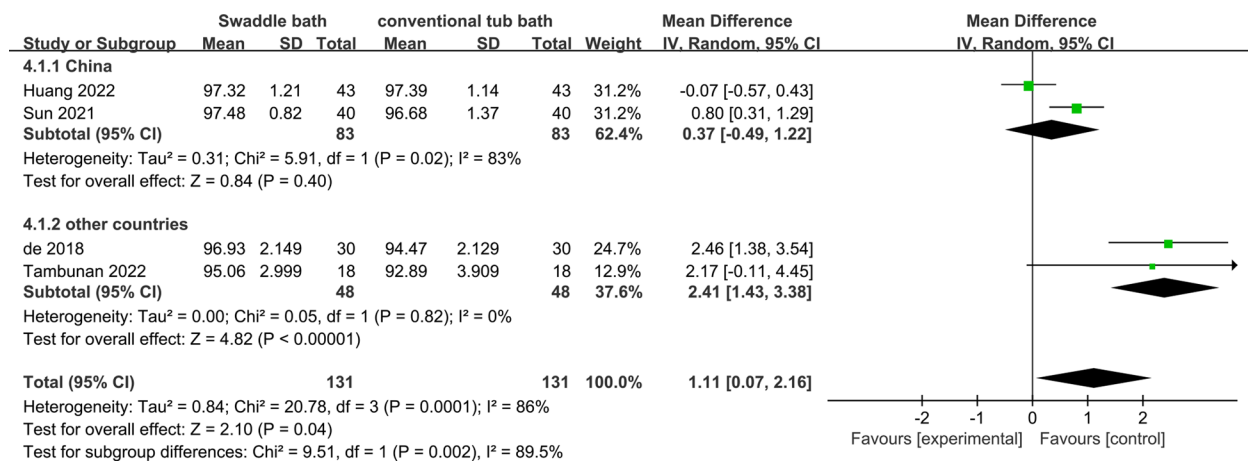 Swaddle bath conventional tub bath Mean Difference Mean Difference
Study or Subgroup Mean SD Total Mean SD Total Weight IV, Random, 95% CI IV, Random, 95% CI
4.1.1 China
Huang 2022 97.32 1.21 43 97.39 1.14 43 31.2% -0.07 [-0.57, 0.43]
Sun 2021 97.48 0.82 40 96.68 1.37 40 31.2% 0.80 [0.31, 1.29]
Subtotal (95% CI) 83 83 62.4% 0.37 [-0.49, 1.22]
Heterogeneity: Tau² = 0.31; Chi² = 5.91, df = 1 (P = 0.02); I² = 83%
Test for overall effect: Z = 0.84 (P = 0.40)
4.1.2 other countries
de 2018 96.93 2.149 30 94.47 2.129 30 24.7% 2.46 [1.38, 3.54]
Tambunan 2022 95.06 2.999 18 92.89 3.909 18 12.9% 2.17 [-0.11, 4.45]
Subtotal (95% CI) 48 48 37.6% 2.41 [1.43, 3.38]
Heterogeneity: Tau² = 0.00; Chi² = 0.05, df = 1 (P = 0.82); I² = 0%
Test for overall effect: Z = 4.82 (P < 0.00001)
Total (95% CI) 131 131 100.0% 1.11 [0.07, 2.16]
Heterogeneity: Tau² = 0.84; Chi² = 20.78, df = 3 (P = 0.0001); I² = 86%
Test for overall effect: Z = 2.10 (P = 0.04)
Test for subgroup differences: Chi² = 9.51, df = 1 (P = 0.002), I² = 89.5%
-2 -1 0 1 2
Favours [experimental] Favours [control]